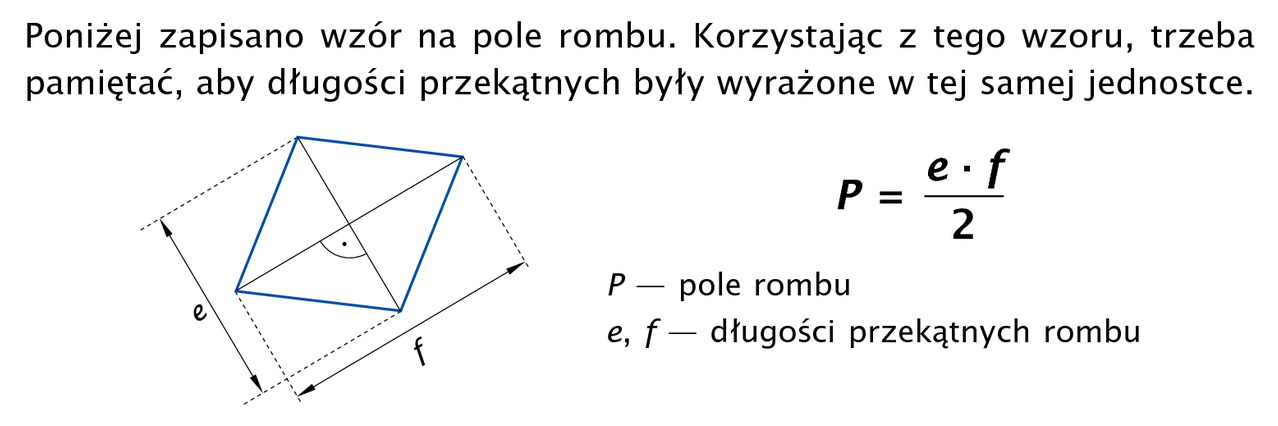 Poniżej zapisano wzór na pole rombu. Korzystając z tego wzoru, trzeba
pamiętać, aby długości przekątnych były wyrażone w tej samej jednostce.
P = e · f / 2
P — pole rombu
e, f — długości przekątnych rombu
e
f